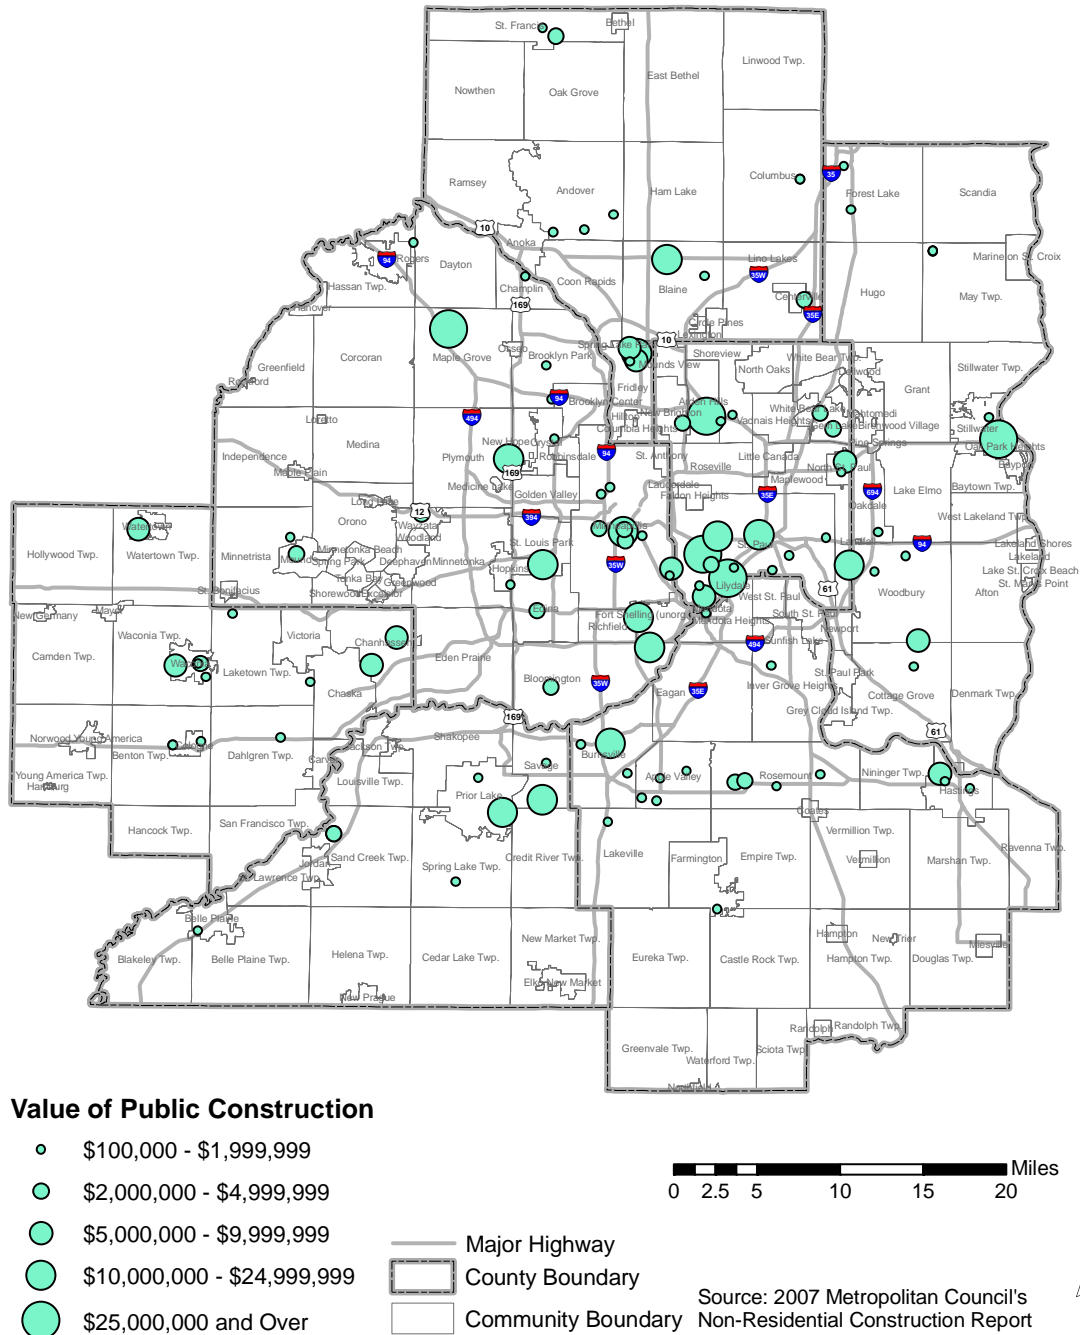 St. Francis
Bethel
Linwood Twp.
East Bethel
Nowthen
Oak Grove
35
Columbus
Forest Lake
Scandia
Ramsey
Andover
Ham Lake
10
Anoka
94
Rogers
Dayton
Lino Lakes
35W
Marine on St. Croix
Hassan Twp.
Champlin
Coon Rapids
Blaine
Centerville
Hugo
May Twp.
Hanover
169
35E
Circle Pines
Lexington
10
Corcoran
Maple Grove
Osseo
Brooklyn Park
Mounds View
Shoreview
White Bear Twp.
Greenfield
North Oaks
Dellwood
Stillwater Twp.
Rockford
Fridley
Grant
94
Brooklyn Center
Arden Hills
White Bear Lake
Mahtomedi
Loretto
494
New Brighton
Vadnais Heights
Gem Lake
Birchwood Village
Stillwater
Columbia Heights
Medina
New Hope
Crystal
Pine Springs
Oak Park Heights
Independence
Plymouth
Robbinsdale
94
St. Anthony
Little Canada
Bayport
Maple Plain
169
Roseville
North St. Paul
Maplewood
Medicine Lake
Golden Valley
Lauderdale
35E
694
Lake Elmo
Baytown Twp.
Long Lake
Falcon Heights
Oakdale
12
394
West Lakeland Twp.
Orono
Wayzata
Watertown
Minneapolis
Woodland
St. Louis Park
St. Paul
Landfall
94
Lakeland Shores
Hollywood Twp.
Watertown Twp.
Minnetrista
Minnetonka Beach
Lakeland
Mound
Spring Park
Deephaven
Minnetonka
Hopkins
35W
Lake St. Croix Beach
Tonka Bay
Greenwood
Lilydale
St. Marys Point
St. Bonifacius
Shorewood
Excelsior
West St. Paul
61
Woodbury
Afton
New Germany
Mayer
Edina
Mendota
South St. Paul
Mendota Heights
Waconia Twp.
Victoria
Chanhassen
Richfield
Newport
494
Sunfish Lake
Camden Twp.
Waconia
Laketown Twp.
Eden Prairie
St. Paul Park
Bloomington
35W
35E
Inver Grove Heights
Chaska
Eagan
Cottage Grove
Denmark Twp.
169
Grey Cloud Island Twp.
Norwood Young America
Cologne
Shakopee
61
Benton Twp.
Dahlgren Twp.
Carver
Jackson Twp.
Burnsville
Savage
Young America Twp.
Louisville Twp.
Apple Valley
Rosemount
Nininger Twp.
Hamburg
Prior Lake
Hastings
Coates
Hancock Twp.
San Francisco Twp.
Vermillion Twp.
Ravenna Twp.
Jordan
Sand Creek Twp.
Spring Lake Twp.
Credit River Twp.
Lakeville
Farmington
Empire Twp.
Vermillion
Marshan Twp.
St. Lawrence Twp.
Belle Plaine
Hampton
New Trier
Miesville
Blakeley Twp.
Belle Plaine Twp.
Helena Twp.
Cedar Lake Twp.
New Market Twp.
Eureka Twp.
Castle Rock Twp.
Hampton Twp.
Douglas Twp.
Elko New Market
New Prague
Randolph
Randolph Twp.
Greenvale Twp.
Waterford Twp.
Sciota Twp.
Northfield
Value of Public Construction
$100,000 - $1,999,999
$2,000,000 - $4,999,999
$5,000,000 - $9,999,999
$10,000,000 - $24,999,999
$25,000,000 and Over
Major Highway
County Boundary
Community Boundary
Miles
0 2.5 5 10 15 20
Source: 2007 Metropolitan Council's
Non-Residential Construction Report